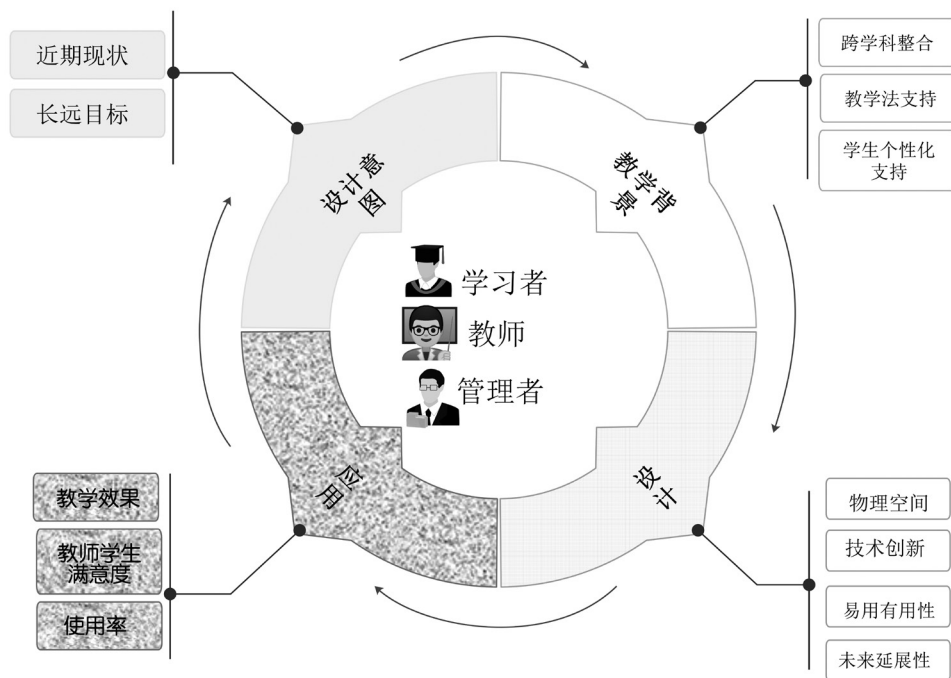 近期现状
长远目标
跨学科整合
教学法支持
学生个性化
支持
设计意
图
教学背
景
学习者
教师
管理者
应
用
设
计
教学效果
教师学生
满意度
使用率
物理空间
技术创新
易用有用性
未来延展性